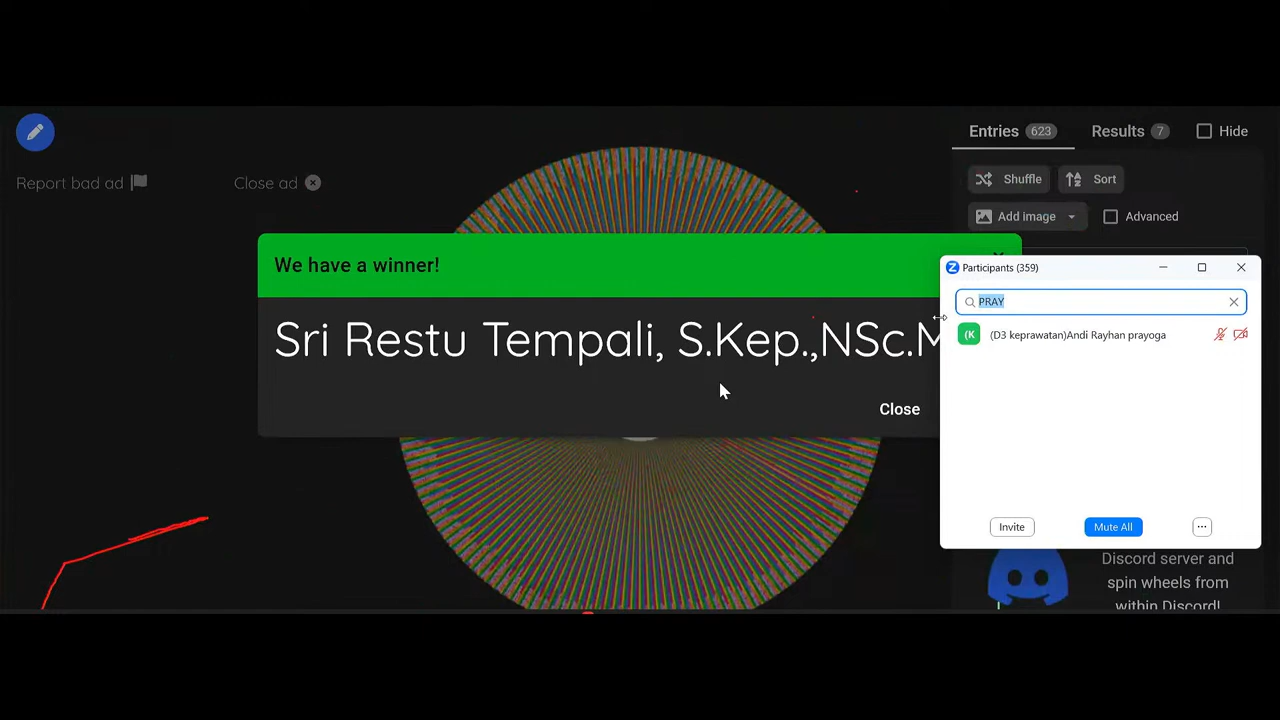 Report bad ad
Close ad
Entries 623
Results 7
Hide
Shuffle
Sort
Add image
Advanced
We have a winner!
Sri Restu Tempali, S.Kep.,NSc.M
Close
Participants (359)
PRAY
(K
(D3 keprawatan)Andi Rayhan prayoga
Invite
Mute All
...
Discord server and
spin wheels from
within Discord!